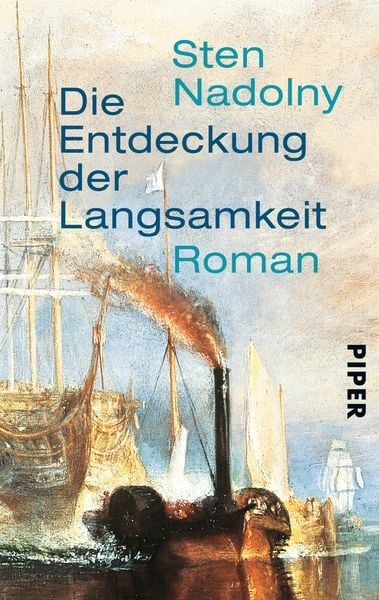 Sten
Nadolny
Die
Entdeckung
der
Langsamkeit
Roman
PIPER